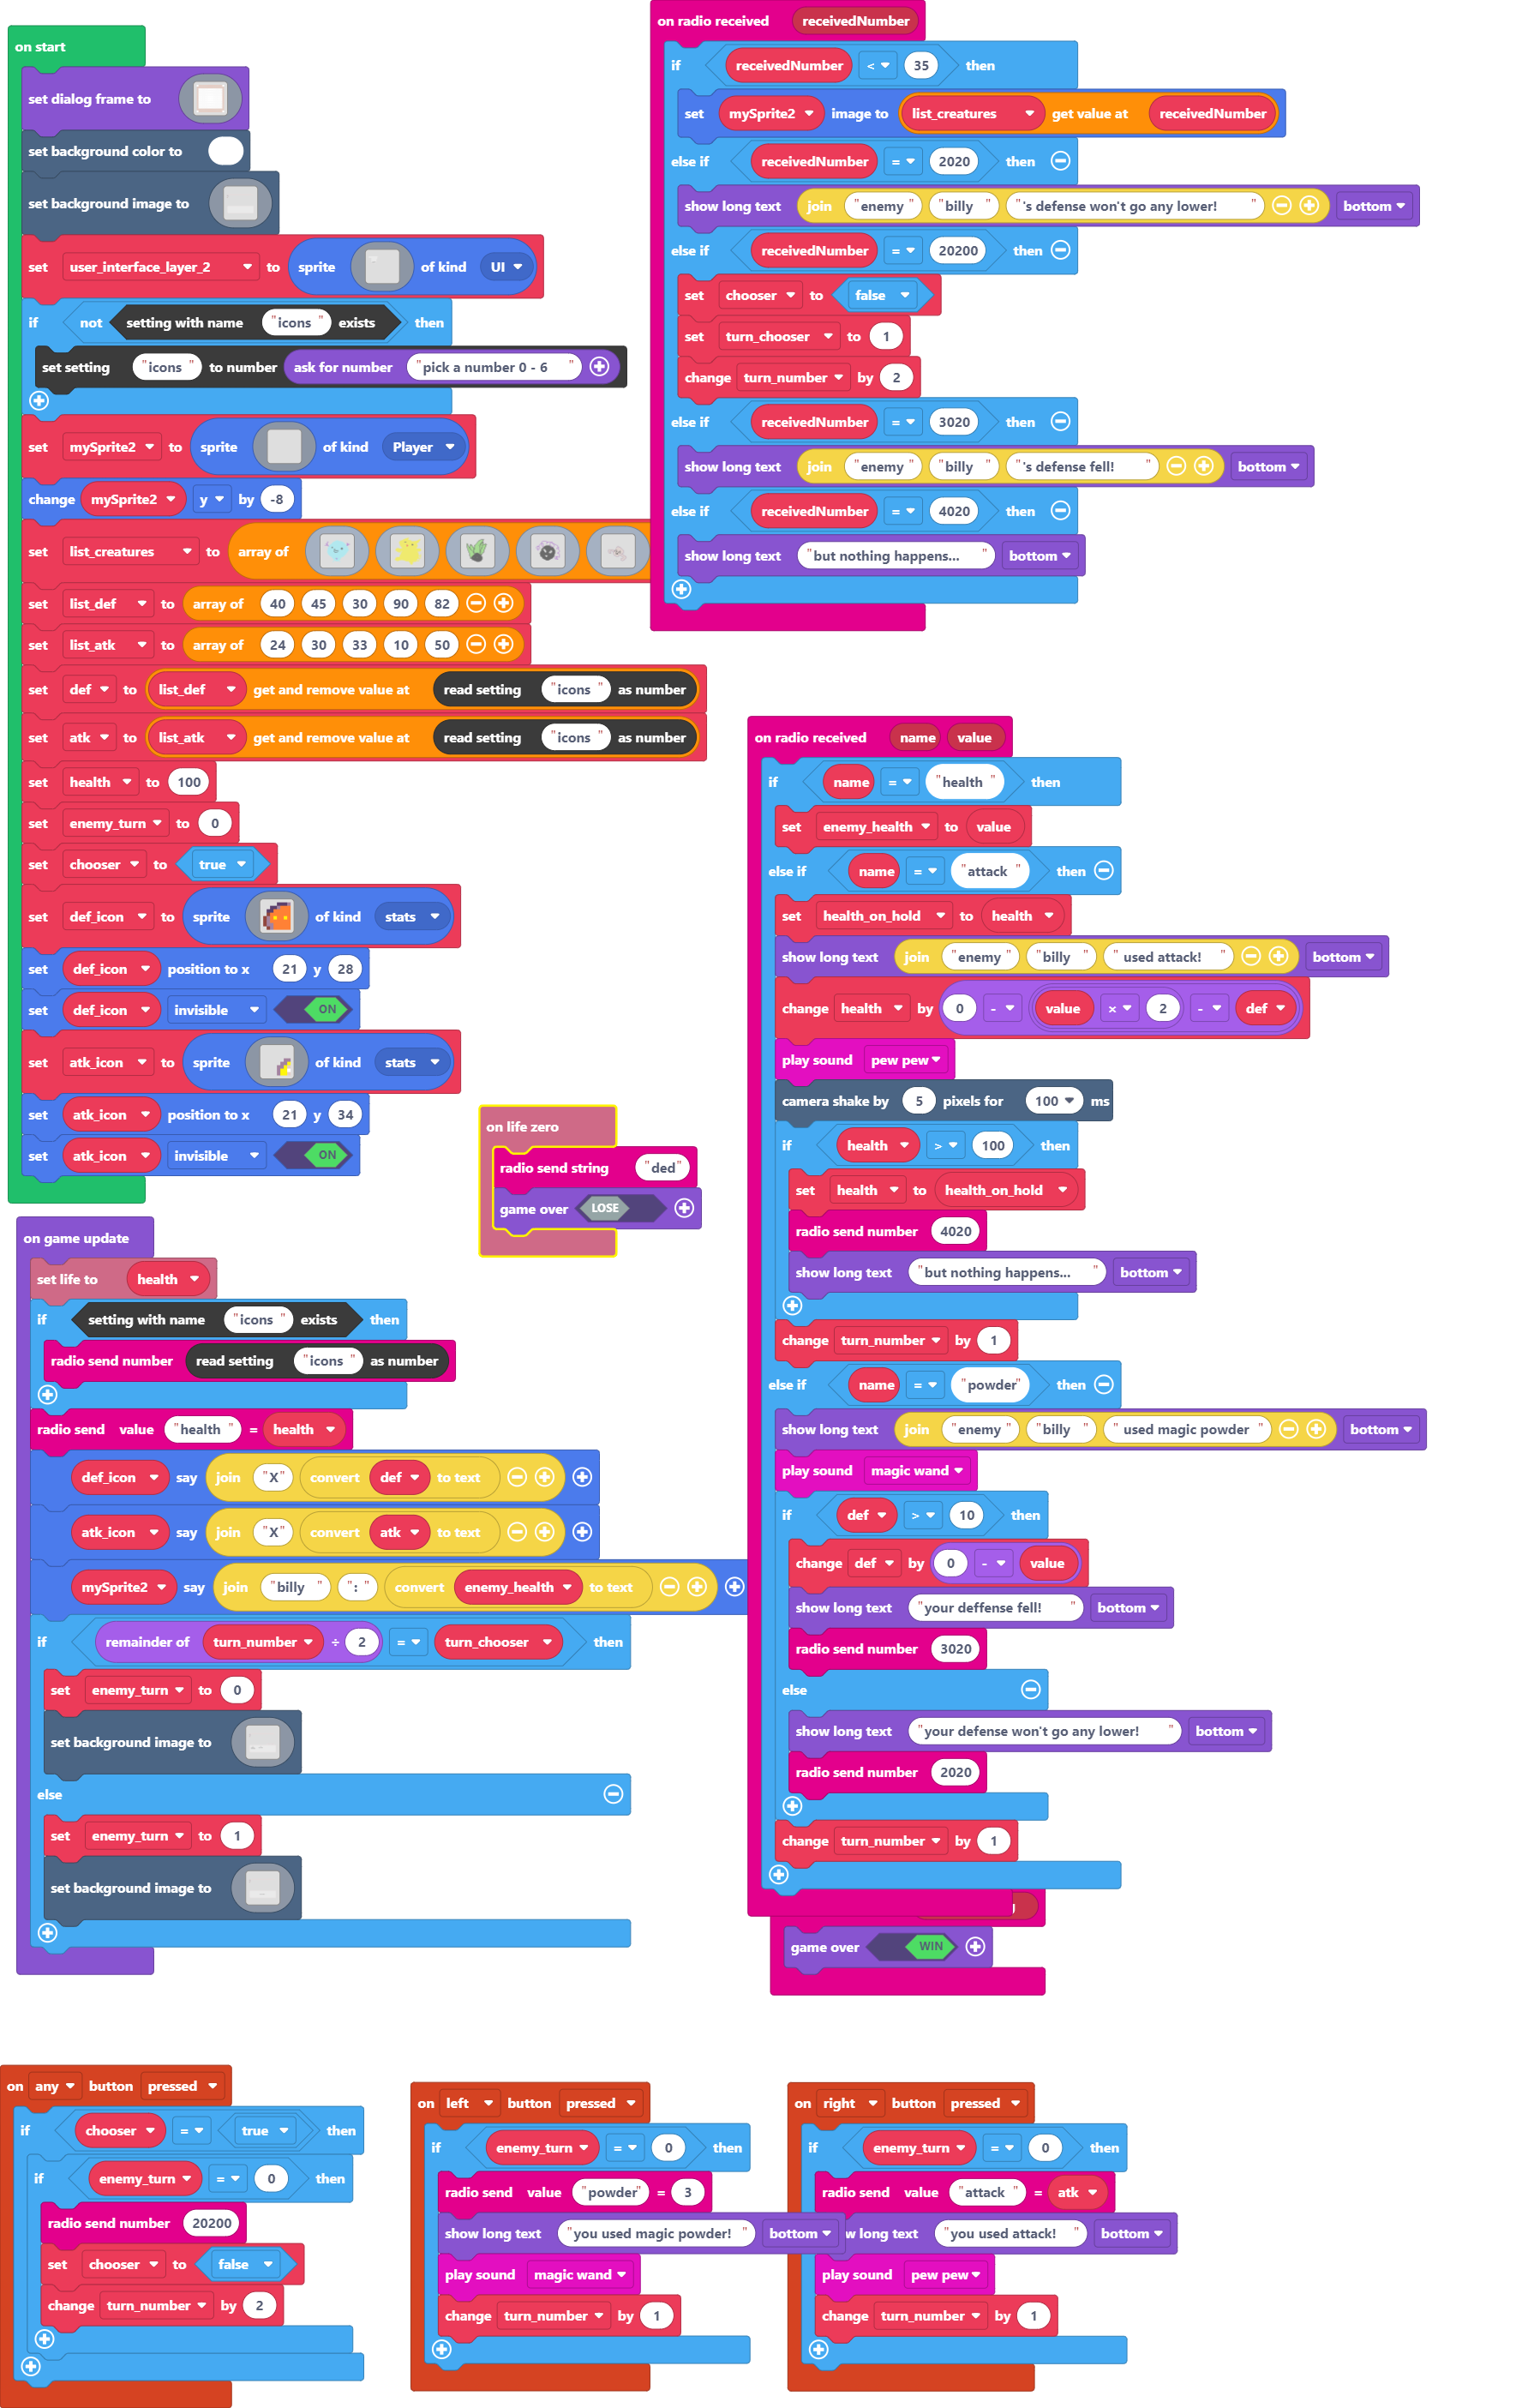 on start
set dialog frame to
set background color to
set background image to
set user_interface_layer_2 to sprite of kind UI
if not setting with name "icons" exists then
set setting "icons" to number ask for number "pick a number 0 - 6"
set mySprite2 to sprite of kind Player
change mySprite2 y by -8
set list_creatures to array of
set list_def to array of 40 45 30 90 82
set list_atk to array of 24 30 33 10 50
set def to list_def get and remove value at read setting "icons" as number
set atk to list_atk get and remove value at read setting "icons" as number
set health to 100
set enemy_turn to 0
set chooser to true
set def_icon to sprite of kind stats
set def_icon position to x 21 y 28
set def_icon invisible ON
set atk_icon to sprite of kind stats
set atk_icon position to x 21 y 34
set atk_icon invisible ON
on radio received receivedNumber
if receivedNumber < 35 then
set mySprite2 image to list_creatures get value at receivedNumber
else if receivedNumber = 2020 then
show long text join "enemy" "billy" "'s defense won't go any lower!" bottom
else if receivedNumber = 20200 then
set chooser to false
set turn_chooser to 1
change turn_number by 2
else if receivedNumber = 3020 then
show long text join "enemy" "billy" "'s defense fell!" bottom
else if receivedNumber = 4020 then
show long text "but nothing happens..." bottom
on life zero
radio send string "ded"
game over LOSE
on game update
set life to health
if setting with name "icons" exists then
radio send number read setting "icons" as number
radio send value "health" = health
def_icon say join "X" convert def to text
atk_icon say join "X" convert atk to text
mySprite2 say join "billy" ":" convert enemy_health to text
if remainder of turn_number ÷ 2 = turn_chooser then
set enemy_turn to 0
set background image to
else
set enemy_turn to 1
set background image to
on radio received name value
if name = "health" then
set enemy_health to value
else if name = "attack" then
set health_on_hold to health
show long text join "enemy" "billy" " used attack!" bottom
change health by 0 - value × 2 - def
play sound pew pew
camera shake by 5 pixels for 100 ms
if health > 100 then
set health to health_on_hold
radio send number 4020
show long text "but nothing happens..." bottom
change turn_number by 1
else if name = "powder" then
show long text join "enemy" "billy" " used magic powder" bottom
play sound magic wand
if def > 10 then
change def by 0 - value
show long text "your deffense fell!" bottom
radio send number 3020
else
show long text "your defense won't go any lower!" bottom
radio send number 2020
change turn_number by 1
game over WIN
on any button pressed
if chooser = true then
if enemy_turn = 0 then
radio send number 20200
set chooser to false
change turn_number by 2
on left button pressed
if enemy_turn = 0 then
radio send value "powder" = 3
show long text "you used magic powder!" bottom
play sound magic wand
change turn_number by 1
on right button pressed
if enemy_turn = 0 then
radio send value "attack" = atk
long text "you used attack!" bottom
play sound pew pew
change turn_number by 1